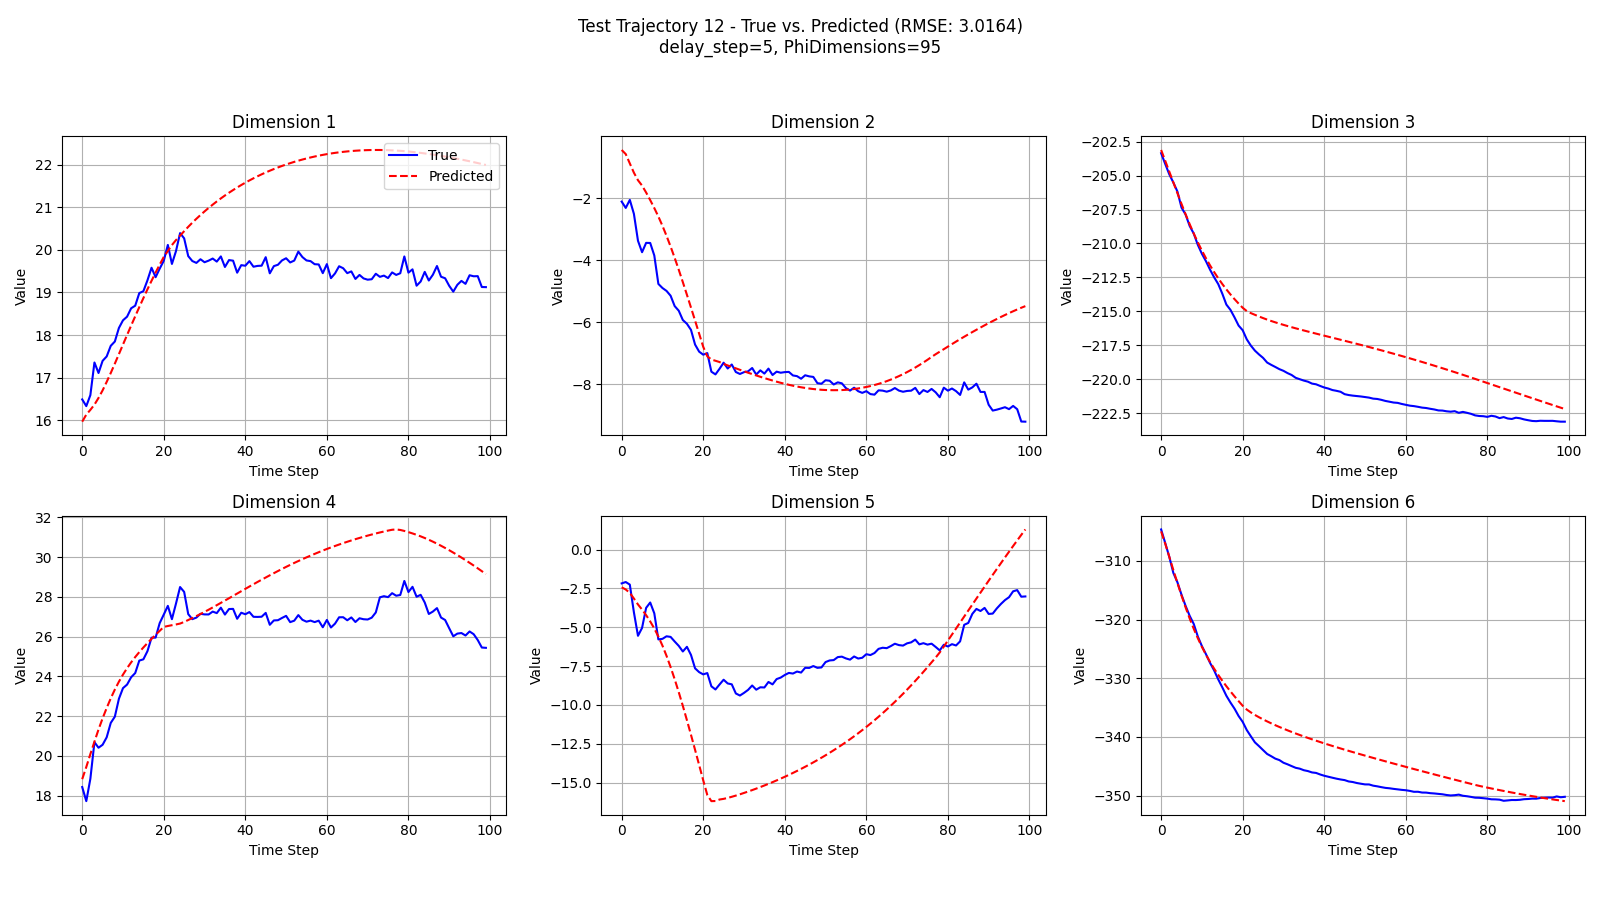 Test Trajectory 12 - True vs. Predicted (RMSE: 3.0164)
delay_step=5, PhiDimensions=95
Dimension 1
Value
22
21
20
19
18
17
16
0 20 40 60 80 100
Time Step
True
Predicted
Dimension 2
Value
−2
−4
−6
−8
0 20 40 60 80 100
Time Step
Dimension 3
Value
−202.5
−205.0
−207.5
−210.0
−212.5
−215.0
−217.5
−220.0
−222.5
0 20 40 60 80 100
Time Step
Dimension 4
Value
32
30
28
26
24
22
20
18
0 20 40 60 80 100
Time Step
Dimension 5
Value
0.0
−2.5
−5.0
−7.5
−10.0
−12.5
−15.0
0 20 40 60 80 100
Time Step
Dimension 6
Value
−310
−320
−330
−340
−350
0 20 40 60 80 100
Time Step